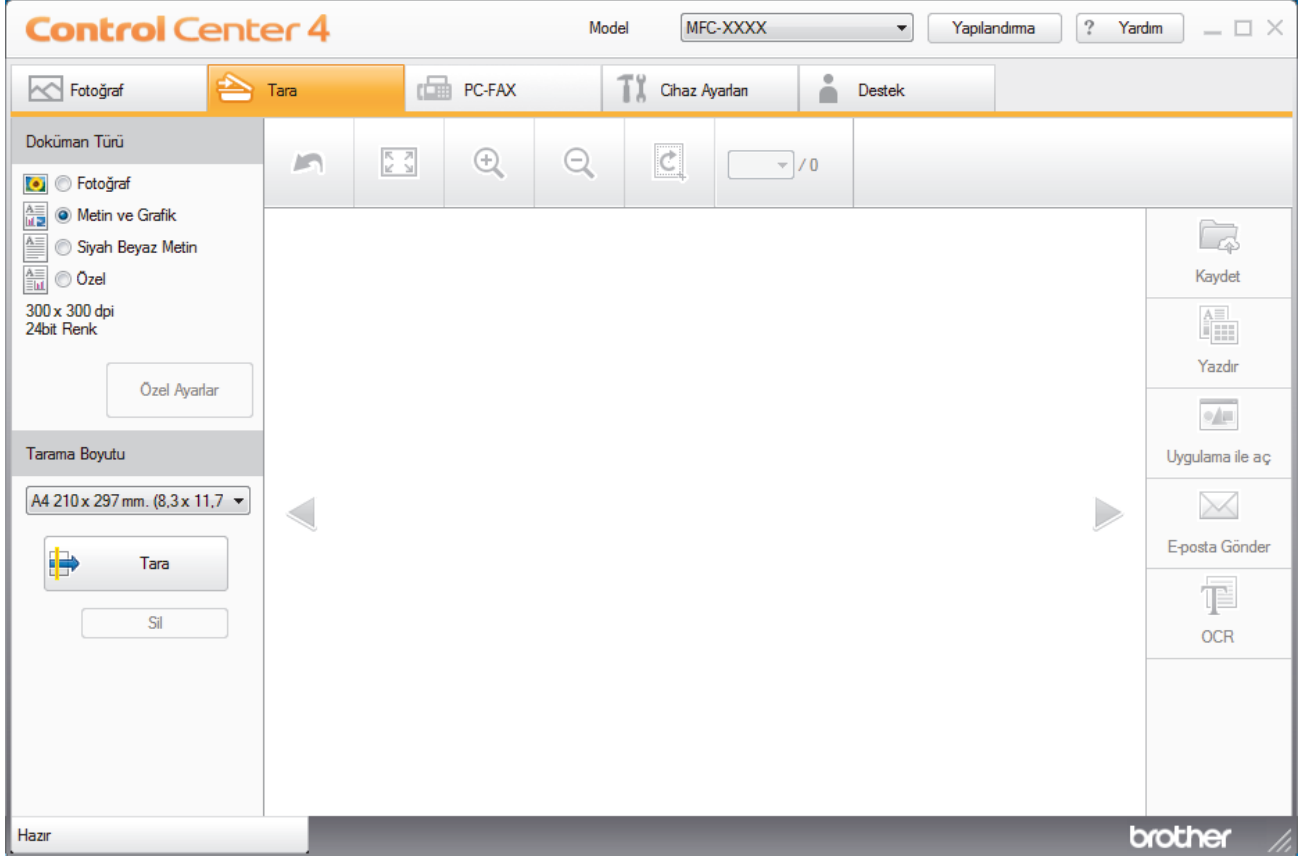 Control Center 4
Model
MFC-XXXX
Yapılandırma
? Yardım
Fotoğraf
Tara
PC-FAX
Cihaz Ayarları
Destek
Doküman Türü
Fotoğraf
Metin ve Grafik
Siyah Beyaz Metin
Özel
300 x 300 dpi
24bit Renk
Özel Ayarlar
Tarama Boyutu
A4 210 x 297 mm. (8,3 x 11,7
Tara
Sil
/ 0
Kaydet
Yazdır
Uygulama ile aç
E-posta Gönder
OCR
Hazır
brother